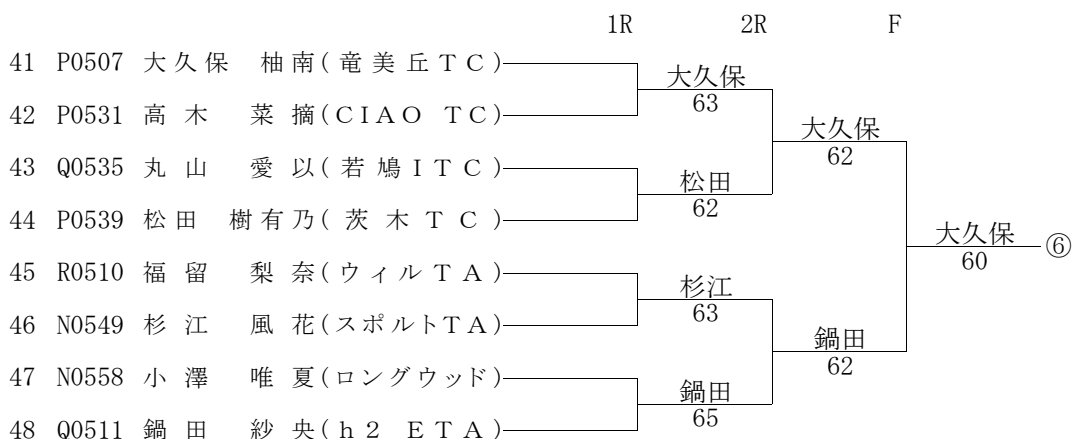 1R 2R F
41 P0507 大久保 柚南(竜美丘TC)
大久保
63
42 P0531 高木 菜摘(CIAO TC)
大久保
62
43 Q0535 丸山 愛以(若鳩ITC)
松田
62
44 P0539 松田 樹有乃(茨木TC)
大久保
60
⑥
45 R0510 福留 梨奈(ウィルTA)
杉江
63
46 N0549 杉江 風花(スポルトTA)
鍋田
62
47 N0558 小澤 唯夏(ロングウッド)
鍋田
65
48 Q0511 鍋田 紗央(h2 ETA)